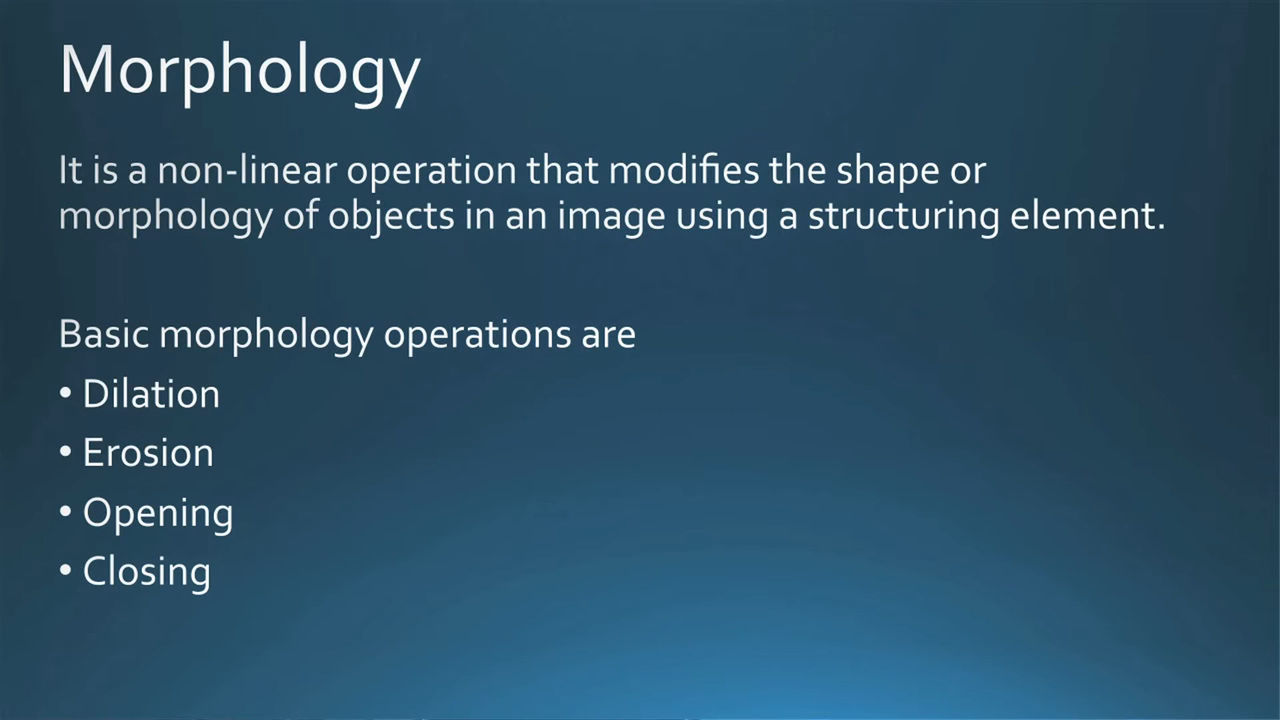 Morphology
It is a non-linear operation that modifies the shape or
morphology of objects in an image using a structuring element.
Basic morphology operations are
• Dilation
• Erosion
• Opening
• Closing